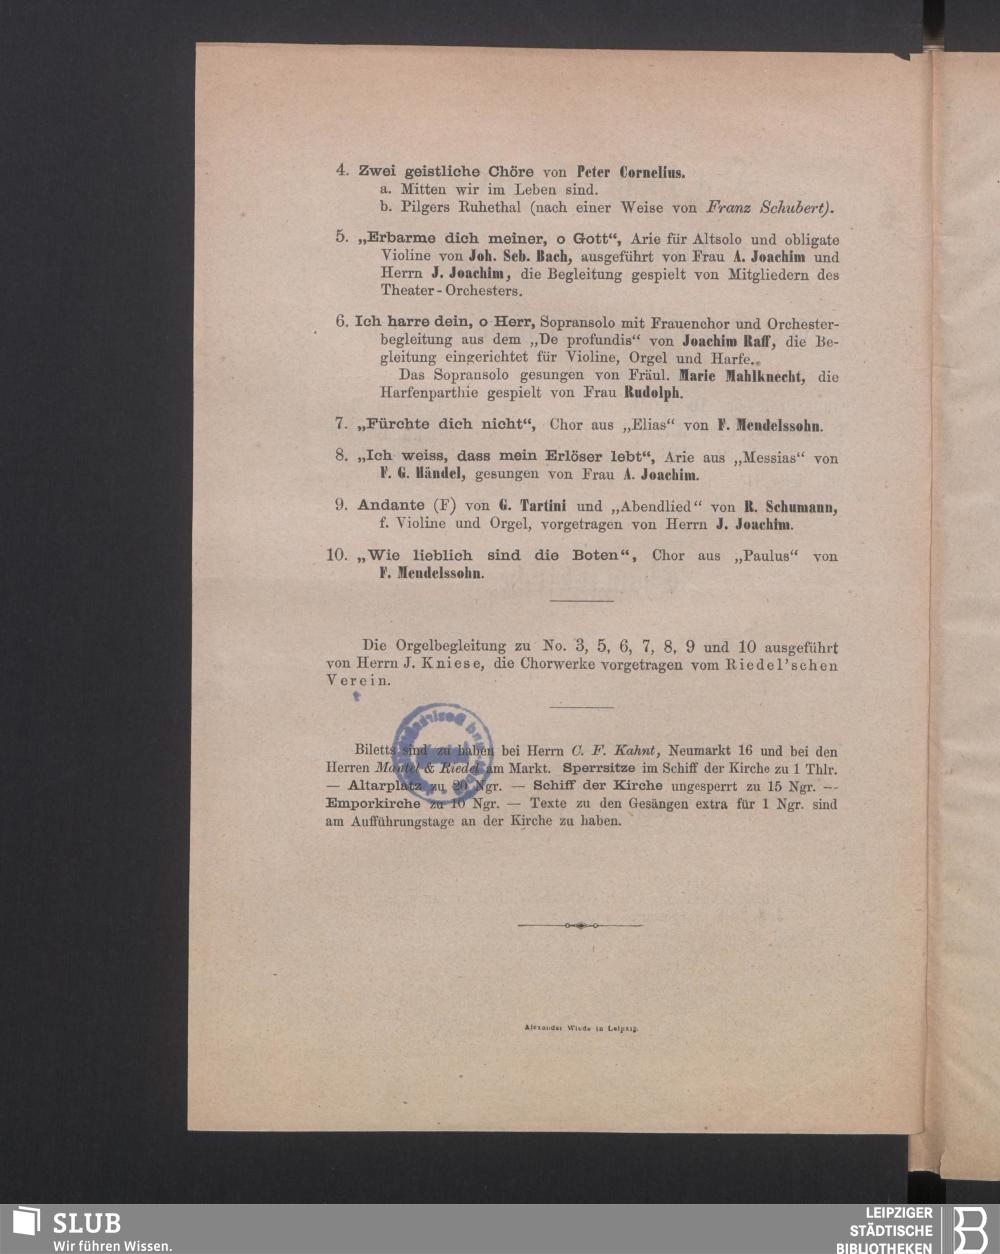 4. Zwei geistliche Chöre von Peter Cornelius.
a. Mitten wir im Leben sind.
b. Pilgers Ruhethal (nach einer Weise von Franz Schubert).
5. „Erbarme dich meiner, o Gott“, Arie für Altsolo und obligate
Violine von Joh. Seb. Bach, ausgeführt von Frau A. Joachim und
Herrn J. Joachim, die Begleitung gespielt von Mitgliedern des
Theater-Orchesters.
6. Ich harre dein, o Herr, Sopransolo mit Frauenchor und Orchester-
begleitung aus dem „De profundis“ von Joachim Raff, die Be-
gleitung eingerichtet für Violine, Orgel und Harfe.
Das Sopransolo gesungen von Fräul. Marie Mahlknecht, die
Harfenparthie gespielt von Frau Rudolph.
7. „Fürchte dich nicht“, Chor aus „Elias“ von F. Mendelssohn.
8. „Ich weiss, dass mein Erlöser lebt“, Arie aus „Messias“ von
F. G. Händel, gesungen von Frau A. Joachim.
9. Andante (F) von G. Tartini und „Abendlied“ von R. Schumann,
f. Violine und Orgel, vorgetragen von Herrn J. Joachim.
10. „Wie lieblich sind die Boten“, Chor aus „Paulus“ von
F. Mendelssohn.
Die Orgelbegleitung zu No. 3, 5, 6, 7, 8, 9 und 10 ausgeführt
von Herrn J. Kniese, die Chorwerke vorgetragen vom Riedel'schen
Verein.
Biletts sind zu haben bei Herrn C. F. Kahnt, Neumarkt 16 und bei den
Herren Mantel & Riedel am Markt. Sperrsitze im Schiff der Kirche zu 1 Thlr.
— Altarplatz zu 20 Ngr. — Schiff der Kirche ungesperrt zu 15 Ngr. —
Emporkirche zu 10 Ngr. — Texte zu den Gesängen extra für 1 Ngr. sind
am Aufführungstage an der Kirche zu haben.
Alexander Wiede in Leipzig.
SLUB
Wir führen Wissen.
LEIPZIGER
STÄDTISCHE
BIBLIOTHEKEN